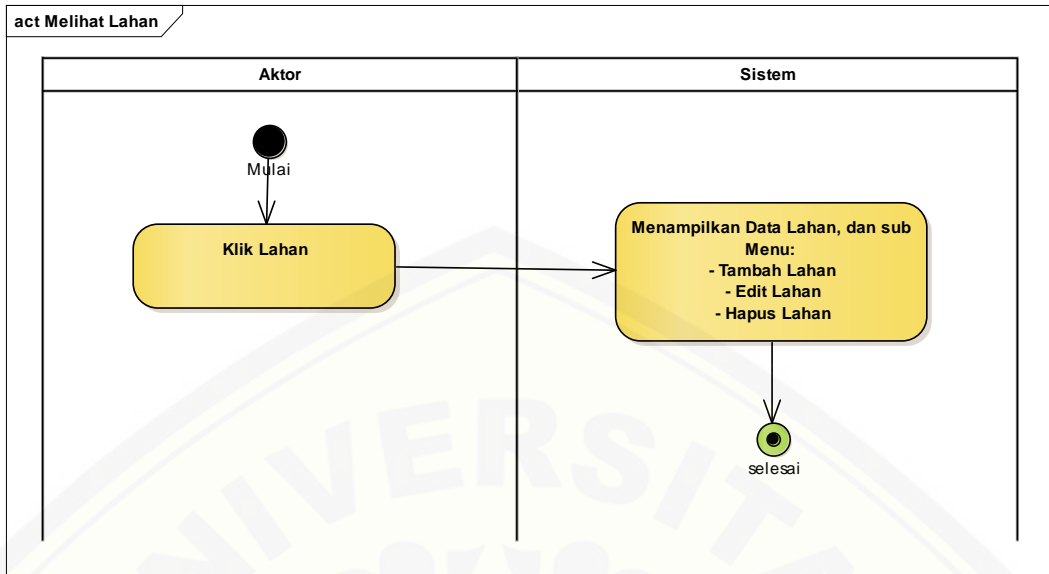 act Melihat Lahan
Aktor
Sistem
Mulai
Klik Lahan
Menampilkan Data Lahan, dan sub
Menu:
- Tambah Lahan
- Edit Lahan
- Hapus Lahan
selesai
NIVERSITA